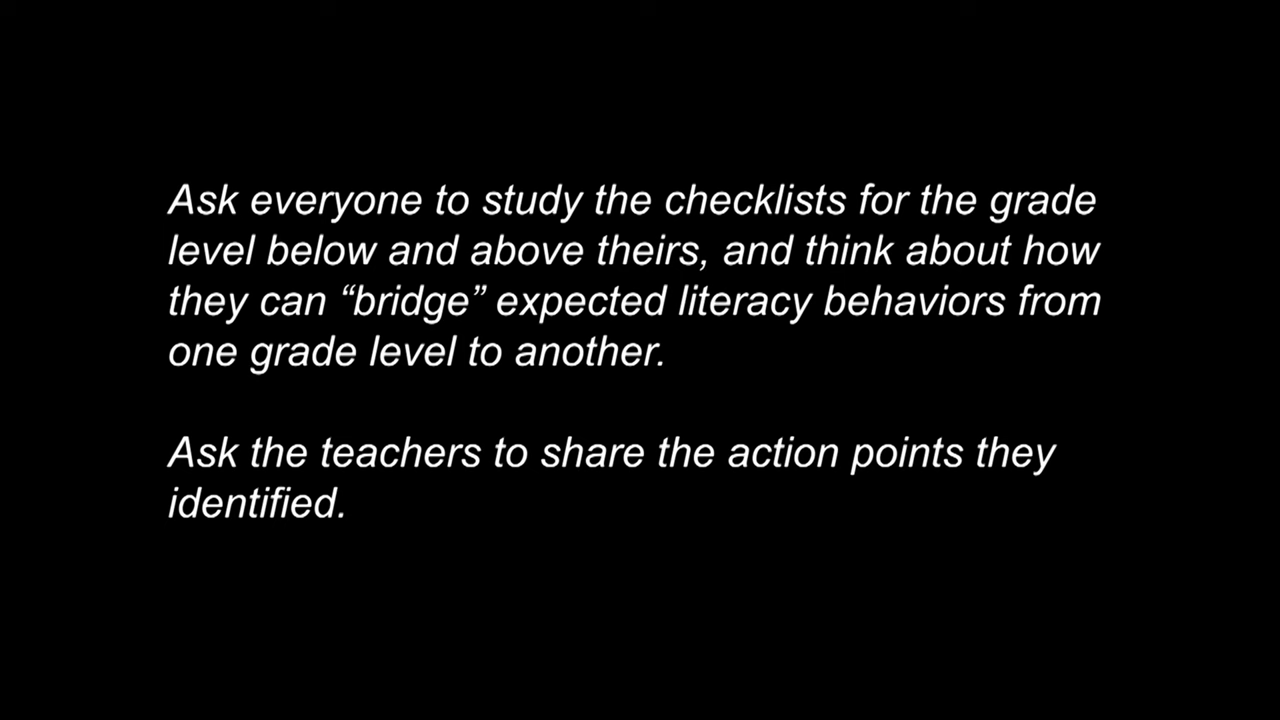 Ask everyone to study the checklists for the grade
level below and above theirs, and think about how
they can “bridge” expected literacy behaviors from
one grade level to another.
Ask the teachers to share the action points they
identified.